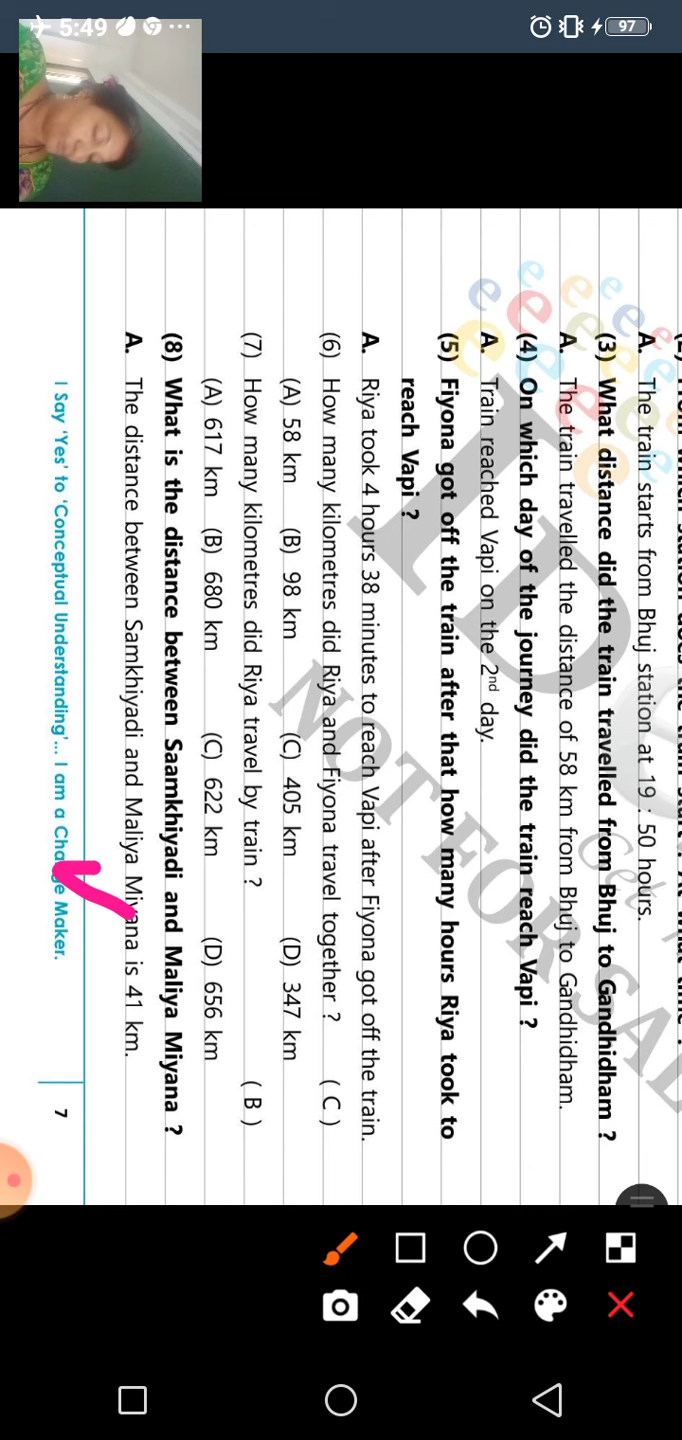 5:49
97
A. The train starts from Bhuj station at 19 : 50 hours.
(3) What distance did the train travelled from Bhuj to Gandhidham ?
A. The train travelled the distance of 58 km from Bhuj to Gandhidham.
(4) On which day of the journey did the train reach Vapi ?
A. Train reached Vapi on the 2nd day.
(5) Fiyona got off the train after that how many hours Riya took to
reach Vapi ?
A. Riya took 4 hours 38 minutes to reach Vapi after Fiyona got off the train.
(6) How many kilometres did Riya and Fiyona travel together ? ( C )
(A) 58 km (B) 98 km (C) 405 km (D) 347 km
(7) How many kilometres did Riya travel by train ? ( B )
(A) 617 km (B) 680 km (C) 622 km (D) 656 km
(8) What is the distance between Saamkhiyadi and Maliya Miyana ?
A. The distance between Samkhiyadi and Maliya Miyana is 41 km.
I Say 'Yes' to 'Conceptual Understanding'... I am a Change Maker.
7
NOT FOR SAL